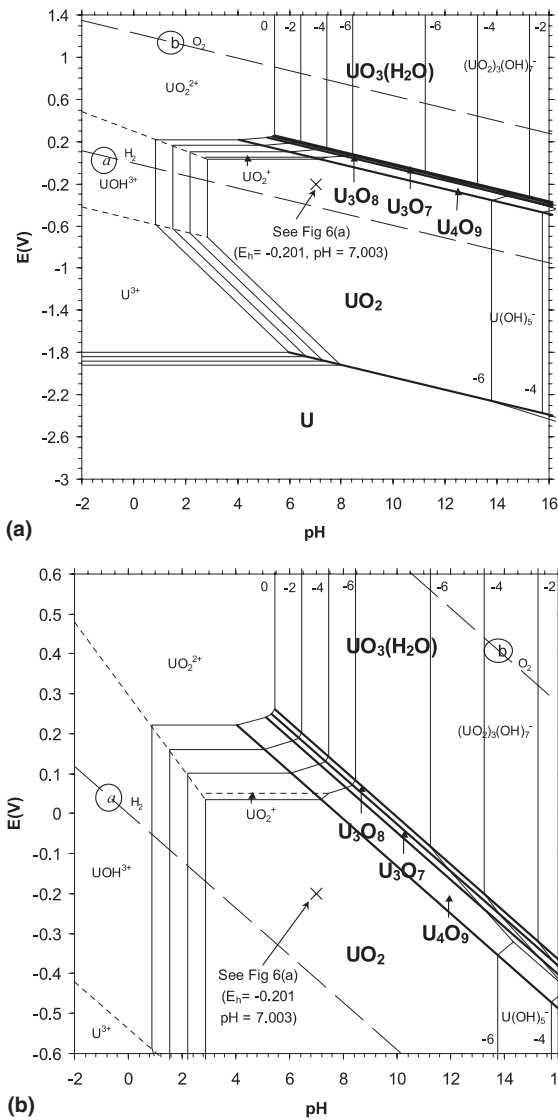 0 -2 -4 -6 -6 -4 -2
1.4
1
0.6
0.2
-0.2
-0.6
-1
-1.4
-1.8
-2.2
-2.6
-3
E(V)
b O₂
UO₂²⁺
UO₃(H₂O)
(UO₂)₃(OH)₇⁻
a H₂
UOH³⁺
UO₂⁺
U₃O₈
U₃O₇
U₄O₉
See Fig 6(a)
(Eₕ= -0.201, pH = 7.003)
U³⁺
UO₂
U(OH)₅⁻
-6
-4
U
-2 0 2 4 6 8 10 12 14 16
(a) pH
0 -2 -4 -6 -6 -4 -2
0.6
0.5
0.4
0.3
0.2
0.1
0
-0.1
-0.2
-0.3
-0.4
-0.5
-0.6
E(V)
UO₃(H₂O)
b O₂
UO₂²⁺
(UO₂)₃(OH)₇⁻
a H₂
UO₂⁺
U₃O₈
U₃O₇
UOH³⁺
U₄O₉
UO₂
See Fig 6(a)
(Eₕ= -0.201
pH = 7.003
U(OH)₅⁻
U³⁺
-6
-4
-2 0 2 4 6 8 10 12 14 16
(b) pH